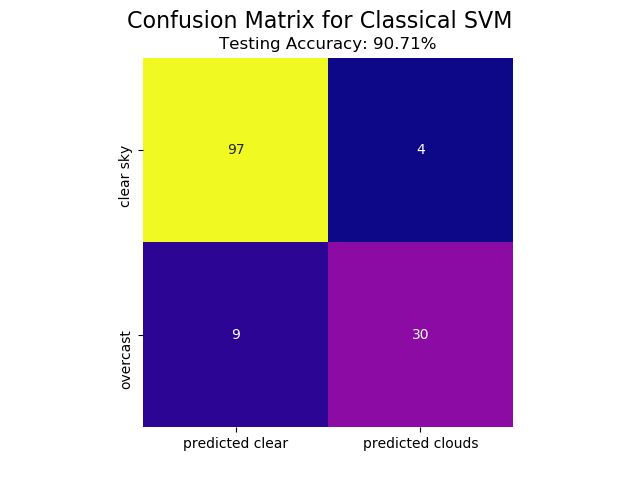 Confusion Matrix for Classical SVM
Testing Accuracy: 90.71%
clear sky
97
4
overcast
9
30
predicted clear
predicted clouds